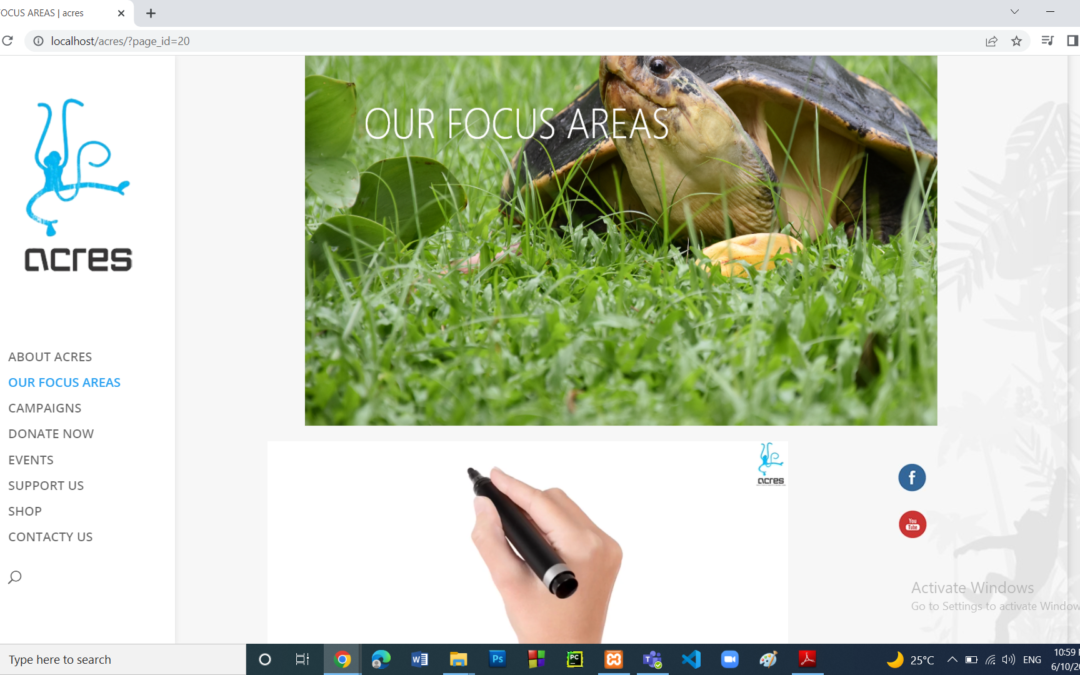 OCUS AREAS | acres
localhost/acres/?page_id=20
OUR FOCUS AREAS
acres
ABOUT ACRES
OUR FOCUS AREAS
CAMPAIGNS
DONATE NOW
EVENTS
SUPPORT US
SHOP
CONTACTY US
acres
f
You
Tube
Activate Windows
Go to Settings to activate Window
Type here to search
W
Ps
PC
25°C
ENG
10:59
6/10/20